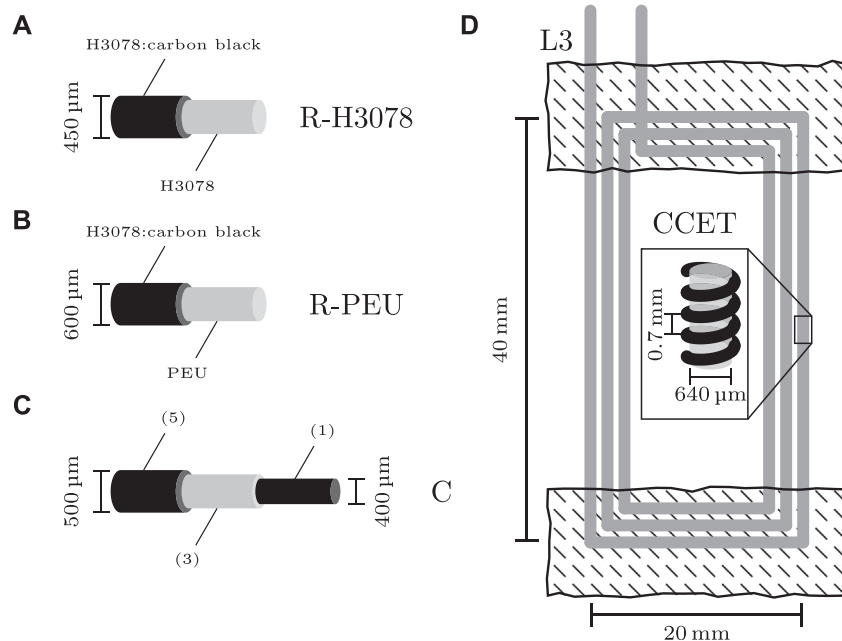 A
H3078:carbon black
450 µm
R-H3078
H3078
B
H3078:carbon black
600 µm
R-PEU
PEU
C
(5)
(1)
500 µm
400 µm
C
(3)
D
L3
CCET
0.7 mm
640 µm
40 mm
20 mm